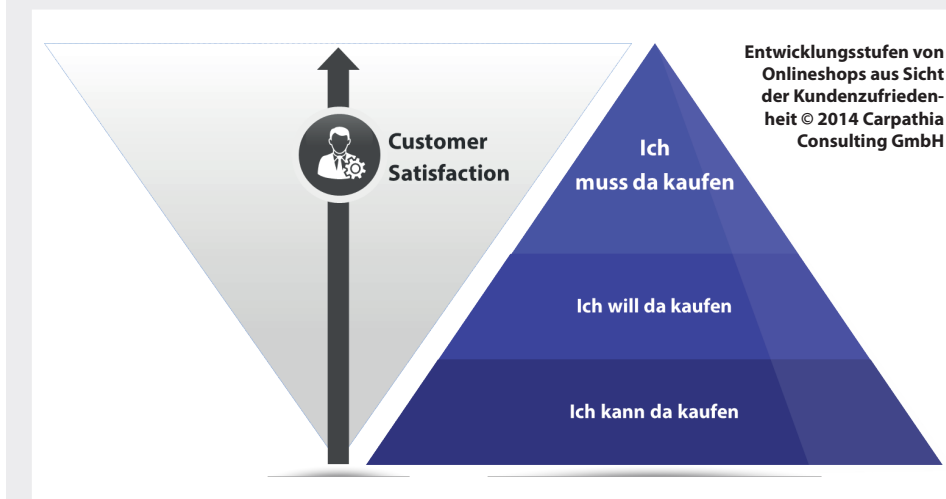 Entwicklungsstufen von
Onlineshops aus Sicht
der Kundenzufrieden-
heit © 2014 Carpathia
Consulting GmbH
Customer
Satisfaction
Ich
muss da kaufen
Ich will da kaufen
Ich kann da kaufen